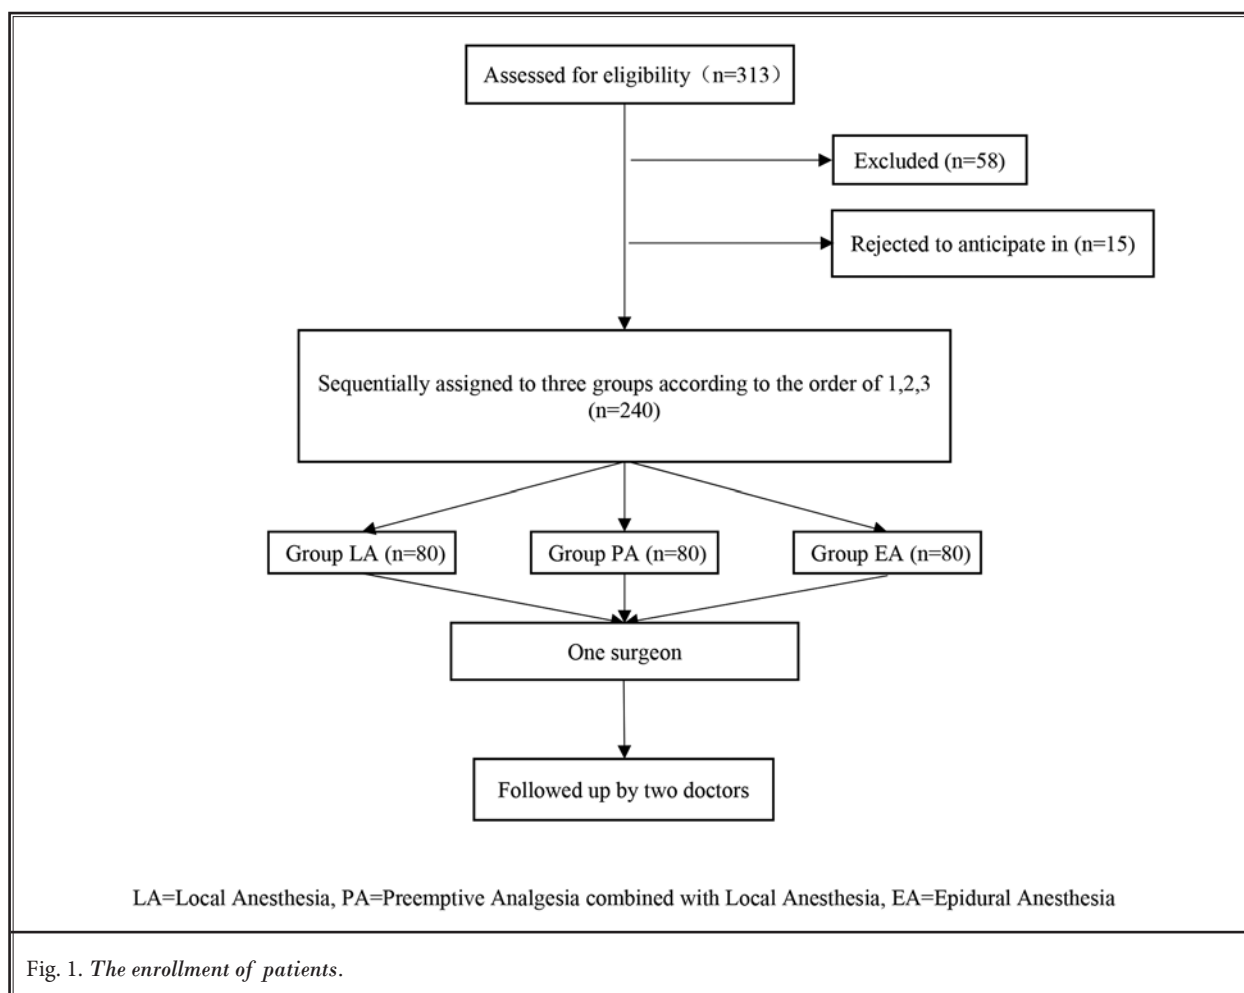 Assessed for eligibility（n=313）
Excluded (n=58)
Rejected to anticipate in (n=15)
Sequentially assigned to three groups according to the order of 1,2,3
(n=240)
Group LA (n=80)
Group PA (n=80)
Group EA (n=80)
One surgeon
Followed up by two doctors
LA=Local Anesthesia, PA=Preemptive Analgesia combined with Local Anesthesia, EA=Epidural Anesthesia
Fig. 1. The enrollment of patients.